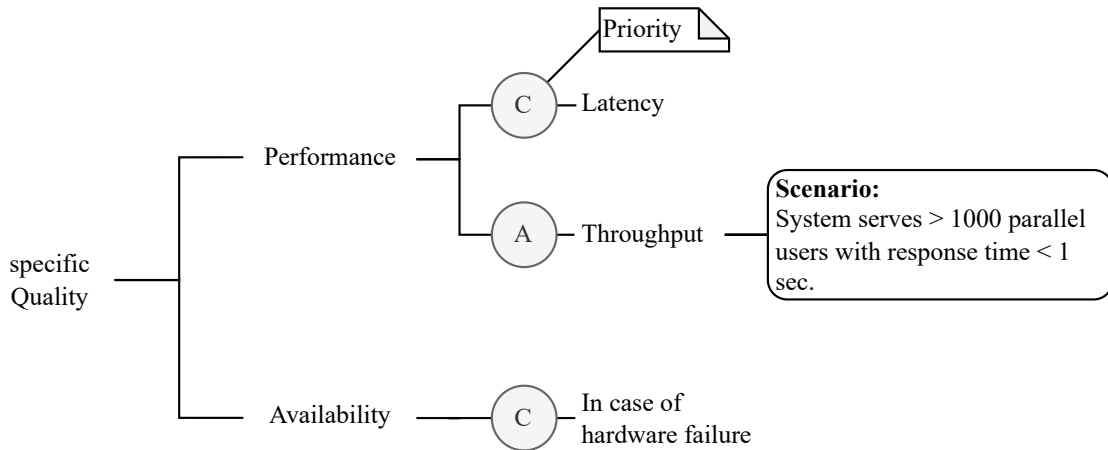 Priority
C
Latency
Performance
Scenario:
System serves > 1000 parallel
users with response time < 1
sec.
A
Throughput
specific
Quality
Availability
C
In case of
hardware failure